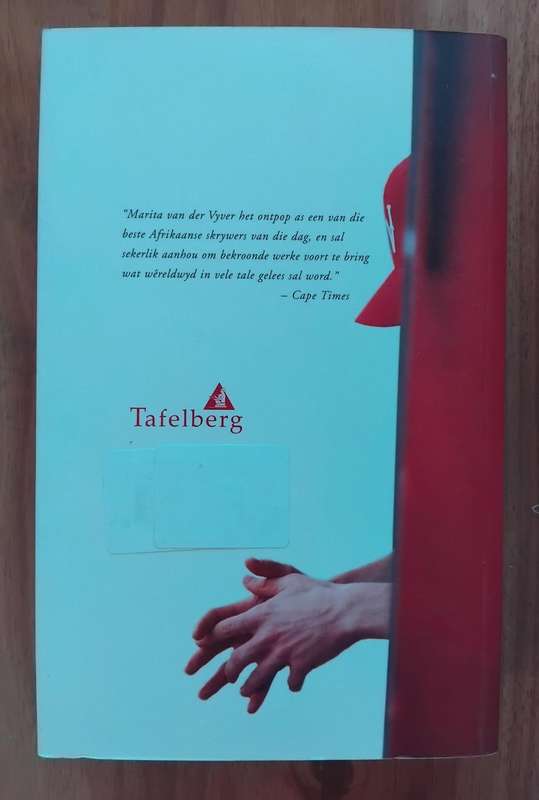 "Marita van der Vyver het ontpop as een van die
beste Afrikaanse skrywers van die dag, en sal
sekerlik aanhou om bekroonde werke voort te bring
wat wêreldwyd in vele tale gelees sal word."
– Cape Times
Tafelberg